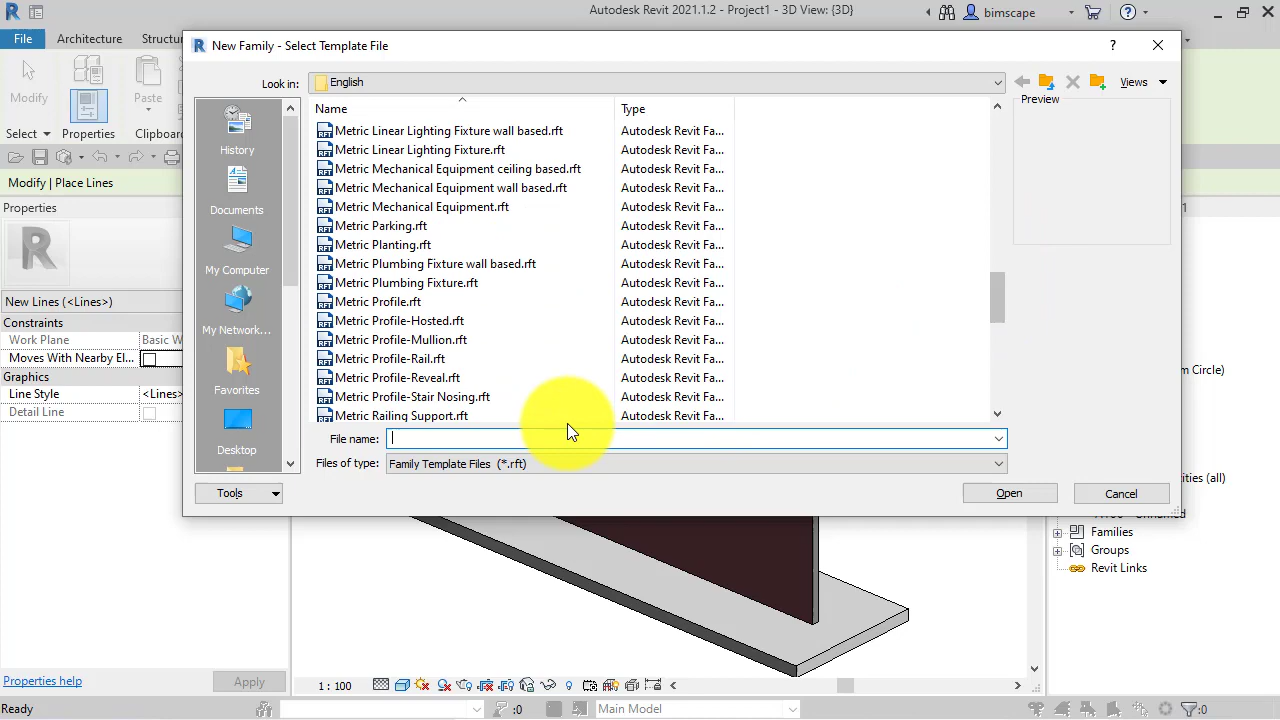 Autodesk Revit 2021.1.2 - Project1 - 3D View: {3D}
bimscape
File
Architecture
Modify
Paste
Select
Properties
Modify | Place Lines
Properties
New Lines (<Lines>)
Constraints
Work Plane
Moves With Nearby El...
Graphics
Line Style
<Lines>
Detail Line
Properties help
Apply
New Family - Select Template File
Look in:
English
Views
Name
Type
Preview
History
Documents
My Computer
My Network...
Favorites
Desktop
Metric Linear Lighting Fixture wall based.rft Autodesk Revit Fa...
Metric Linear Lighting Fixture.rft Autodesk Revit Fa...
Metric Mechanical Equipment ceiling based.rft Autodesk Revit Fa...
Metric Mechanical Equipment wall based.rft Autodesk Revit Fa...
Metric Mechanical Equipment.rft Autodesk Revit Fa...
Metric Parking.rft Autodesk Revit Fa...
Metric Planting.rft Autodesk Revit Fa...
Metric Plumbing Fixture wall based.rft Autodesk Revit Fa...
Metric Plumbing Fixture.rft Autodesk Revit Fa...
Metric Profile.rft Autodesk Revit Fa...
Metric Profile-Hosted.rft Autodesk Revit Fa...
Metric Profile-Mullion.rft Autodesk Revit Fa...
Metric Profile-Rail.rft Autodesk Revit Fa...
Metric Profile-Reveal.rft Autodesk Revit Fa...
Metric Profile-Stair Nosing.rft Autodesk Revit Fa...
Metric Railing Support.rft Autodesk Revit Fa...
File name:
Files of type:
Family Template Files (*.rft)
Tools
Open
Cancel
Families
Groups
Revit Links
1 : 100
Ready
:0
Main Model
:0